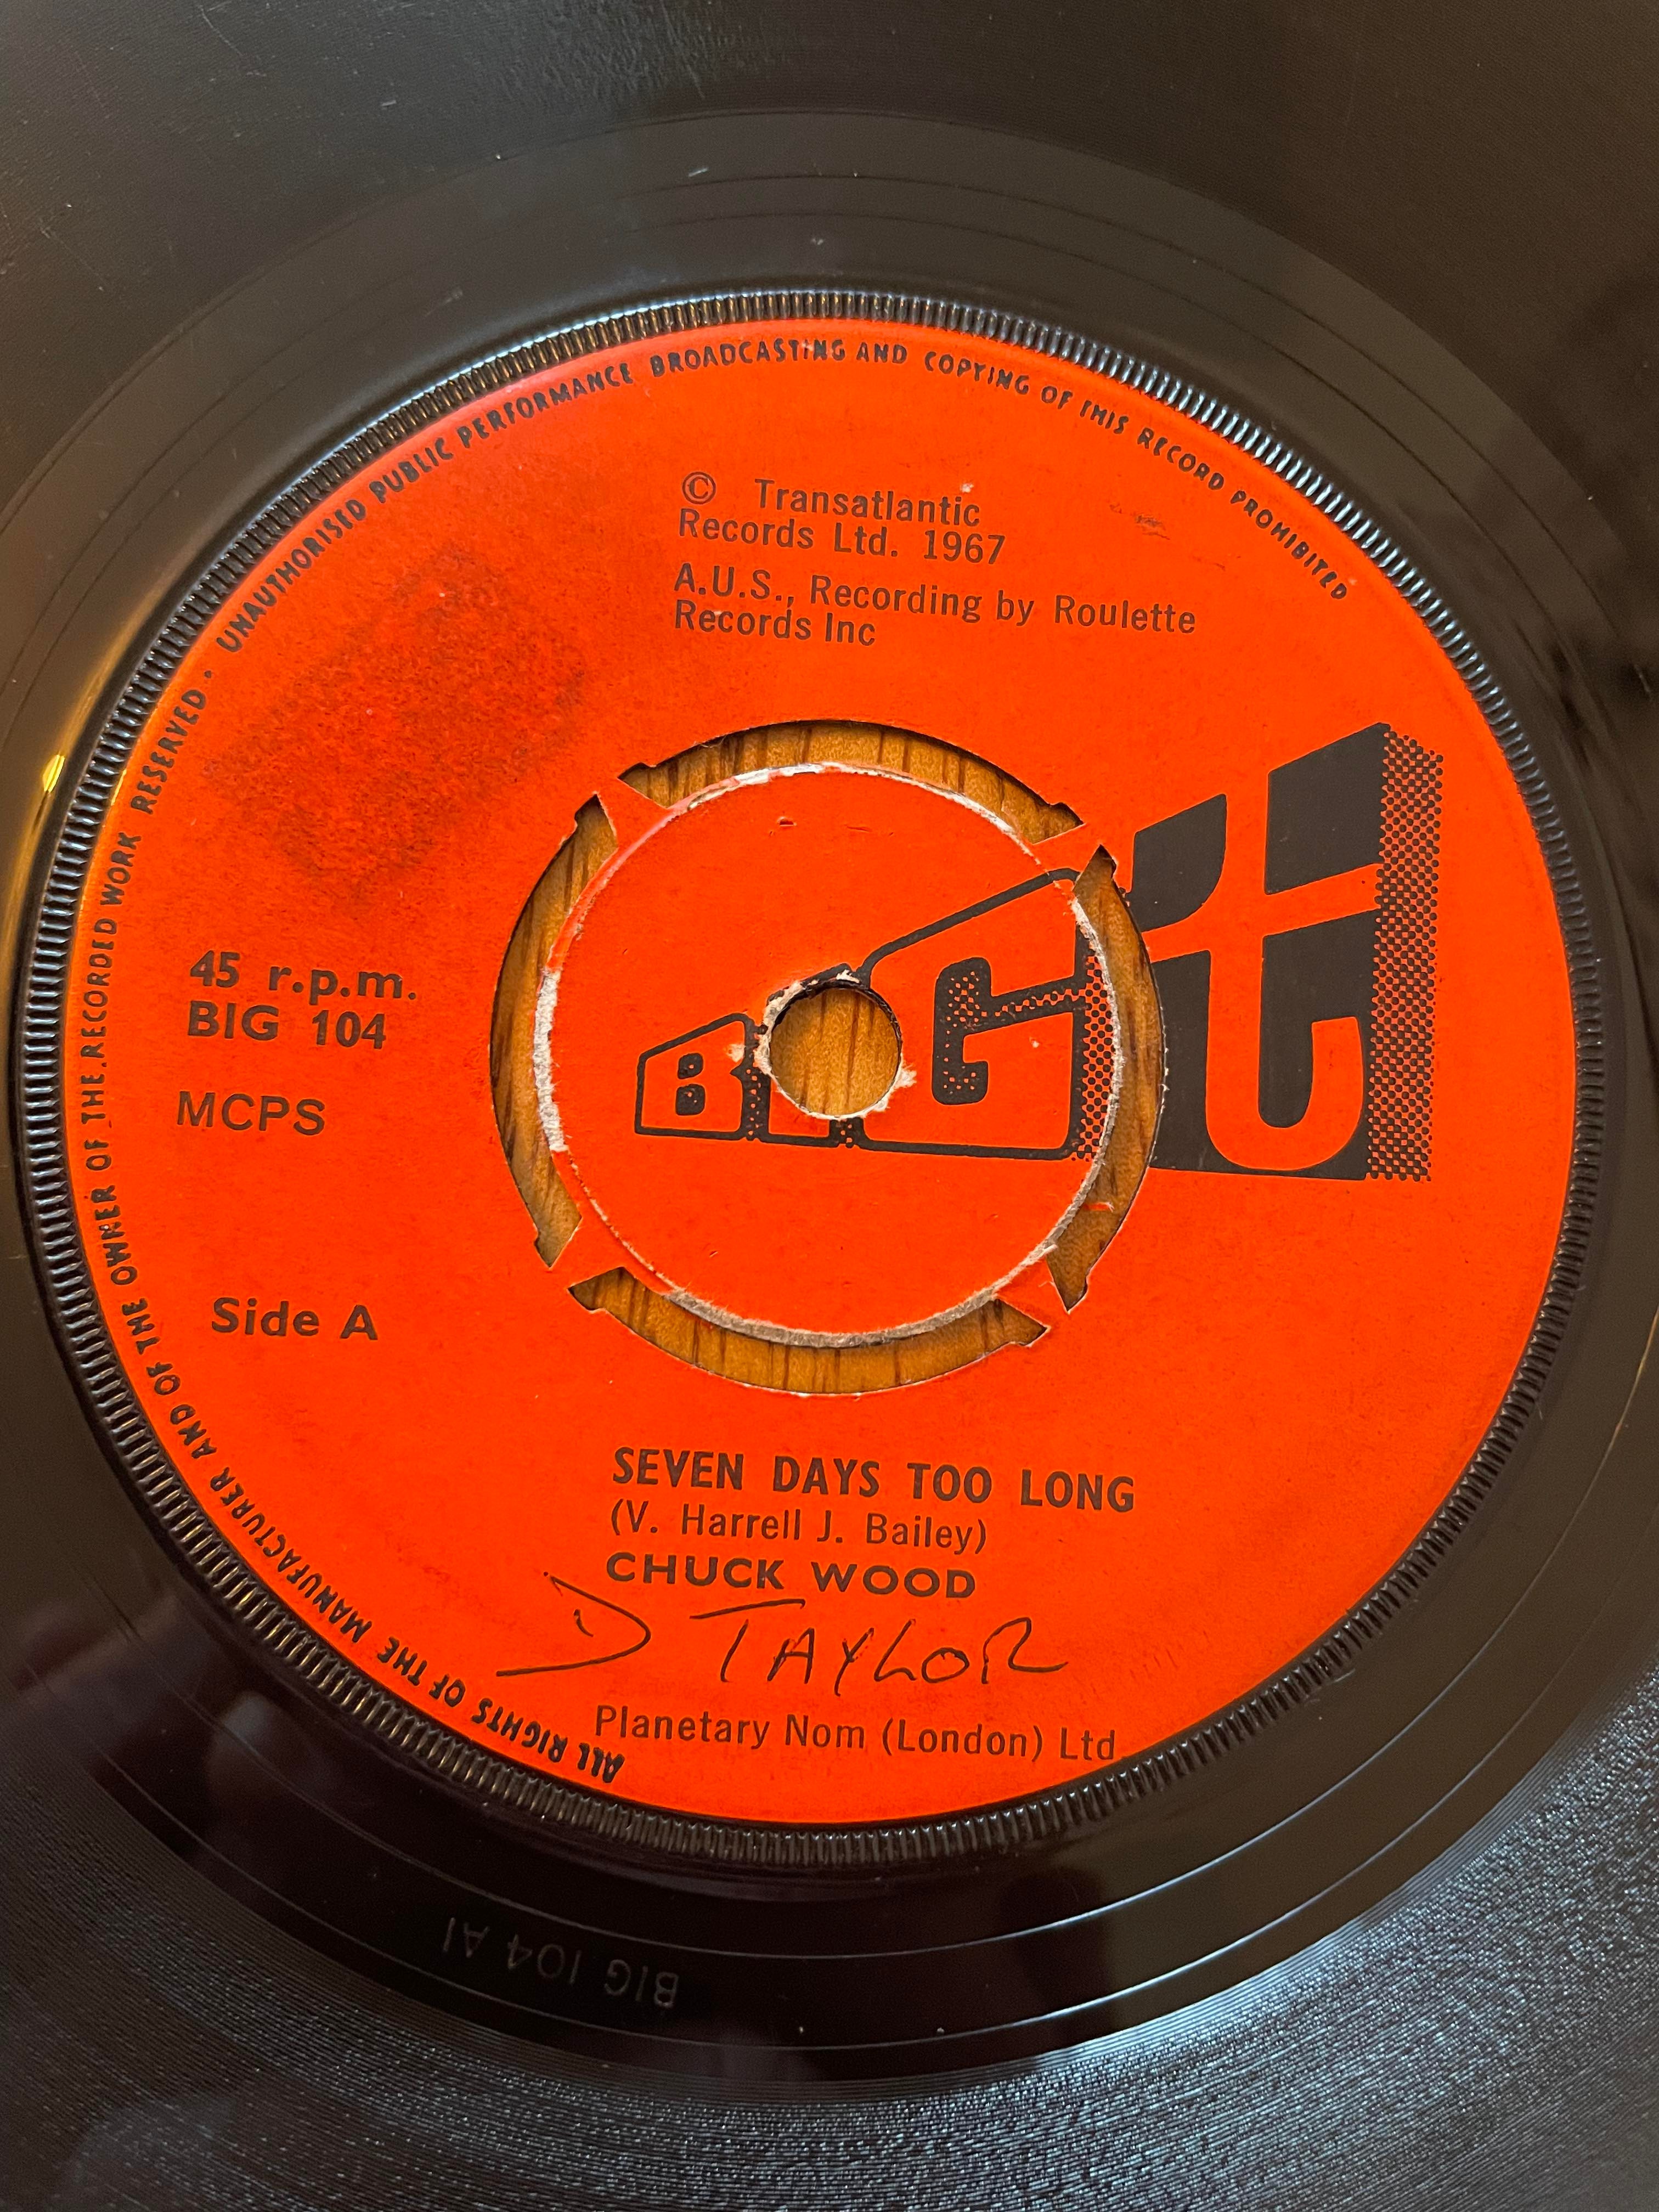 ALL RIGHTS OF THE MANUFACTURER AND OF THE OWNER OF THE RECORDED WORK RESERVED · UNAUTHORISED PUBLIC PERFORMANCE BROADCASTING AND COPYING OF THIS RECORD PROHIBITED
© Transatlantic
Records Ltd. 1967
A.U.S., Recording by Roulette
Records Inc
BIG T
45 r.p.m.
BIG 104
MCPS
Side A
SEVEN DAYS TOO LONG
(V. Harrell J. Bailey)
CHUCK WOOD
D TAYLOR
Planetary Nom (London) Ltd.
BIG 104 A1